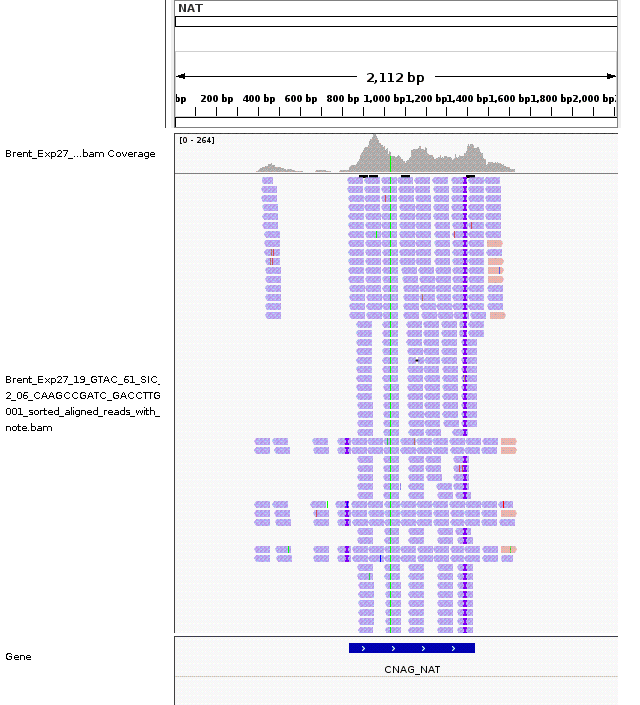 NAT
2,112 bp
bp 200 bp 400 bp 600 bp 800 bp 1,000 bp 1,200 bp 1,400 bp 1,600 bp 1,800 bp 2,000 bp
[0 - 264]
Brent_Exp27_...bam Coverage
Brent_Exp27_19_GTAC_61_SIC_
2_06_CAAGCCGATC_GACCTTG
001_sorted_aligned_reads_with_
note.bam
Gene
CNAG_NAT